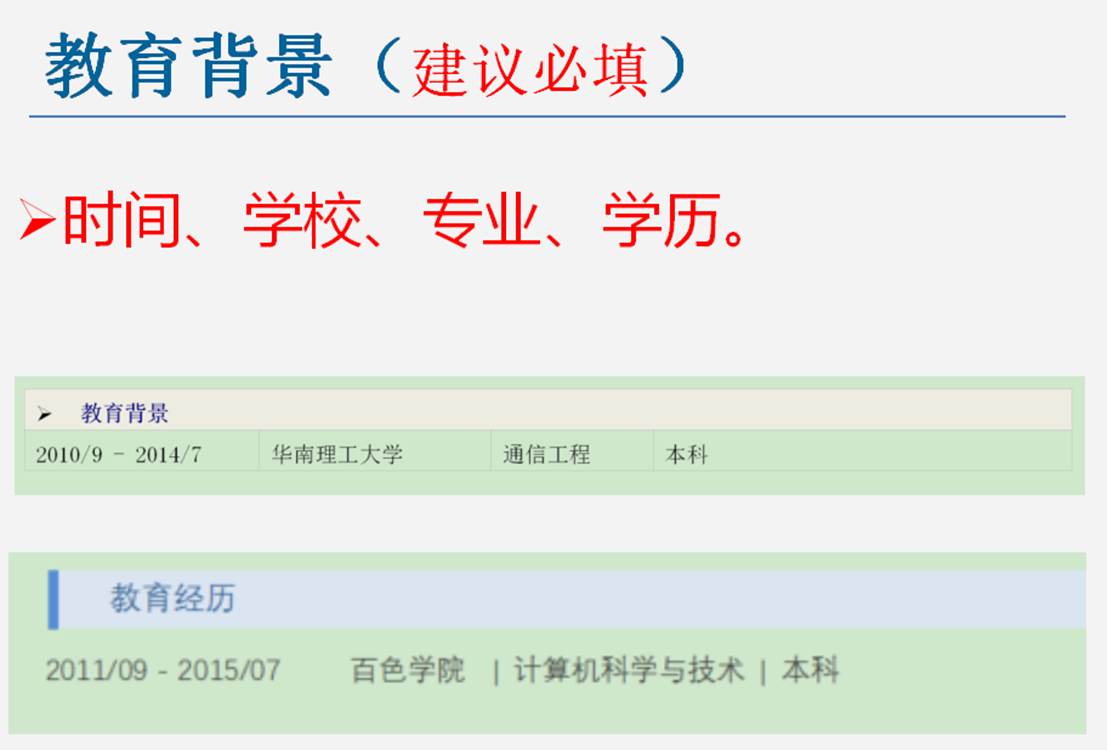 教育背景（建议必填）
➢时间、学校、专业、学历。
➢ 教育背景
2010/9 - 2014/7 华南理工大学 通信工程 本科
教育经历
2011/09 - 2015/07 百色学院 | 计算机科学与技术 | 本科